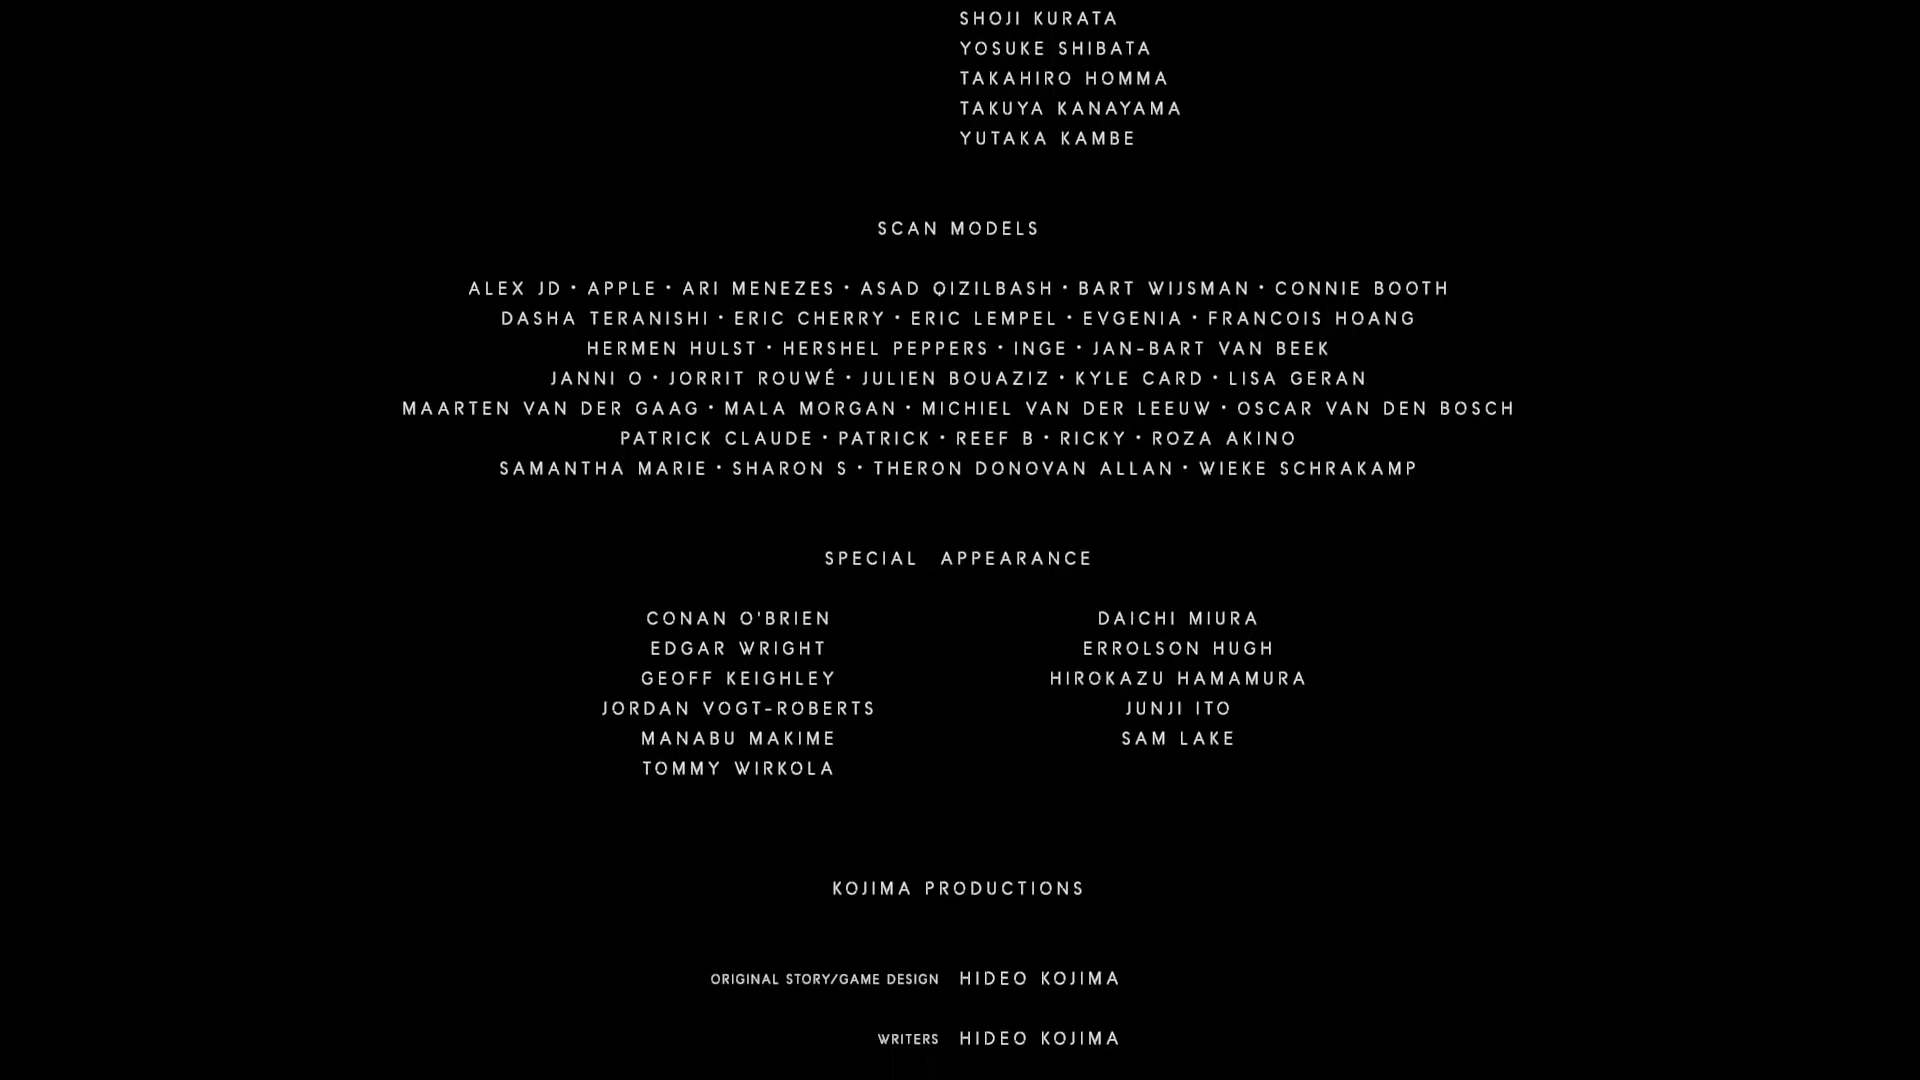 SHOJI KURATA
YOSUKE SHIBATA
TAKAHIRO HOMMA
TAKUYA KANAYAMA
YUTAKA KAMBE
SCAN MODELS
ALEX JD • APPLE • ARI MENEZES • ASAD QIZILBASH • BART WIJSMAN • CONNIE BOOTH
DASHA TERANISHI • ERIC CHERRY • ERIC LEMPEL • EVGENIA • FRANCOIS HOANG
HERMEN HULST • HERSHEL PEPPERS • INGE • JAN-BART VAN BEEK
JANNI O • JORRIT ROUWÉ • JULIEN BOUAZIZ • KYLE CARD • LISA GERAN
MAARTEN VAN DER GAAG • MALA MORGAN • MICHIEL VAN DER LEEUW • OSCAR VAN DEN BOSCH
PATRICK CLAUDE • PATRICK • REEF B • RICKY • ROZA AKINO
SAMANTHA MARIE • SHARON S • THERON DONOVAN ALLAN • WIEKE SCHRAKAMP
SPECIAL APPEARANCE
CONAN O'BRIEN
EDGAR WRIGHT
GEOFF KEIGHLEY
JORDAN VOGT-ROBERTS
MANABU MAKIME
TOMMY WIRKOLA
DAICHI MIURA
ERROLSON HUGH
HIROKAZU HAMAMURA
JUNJI ITO
SAM LAKE
KOJIMA PRODUCTIONS
ORIGINAL STORY/GAME DESIGN HIDEO KOJIMA
WRITERS HIDEO KOJIMA